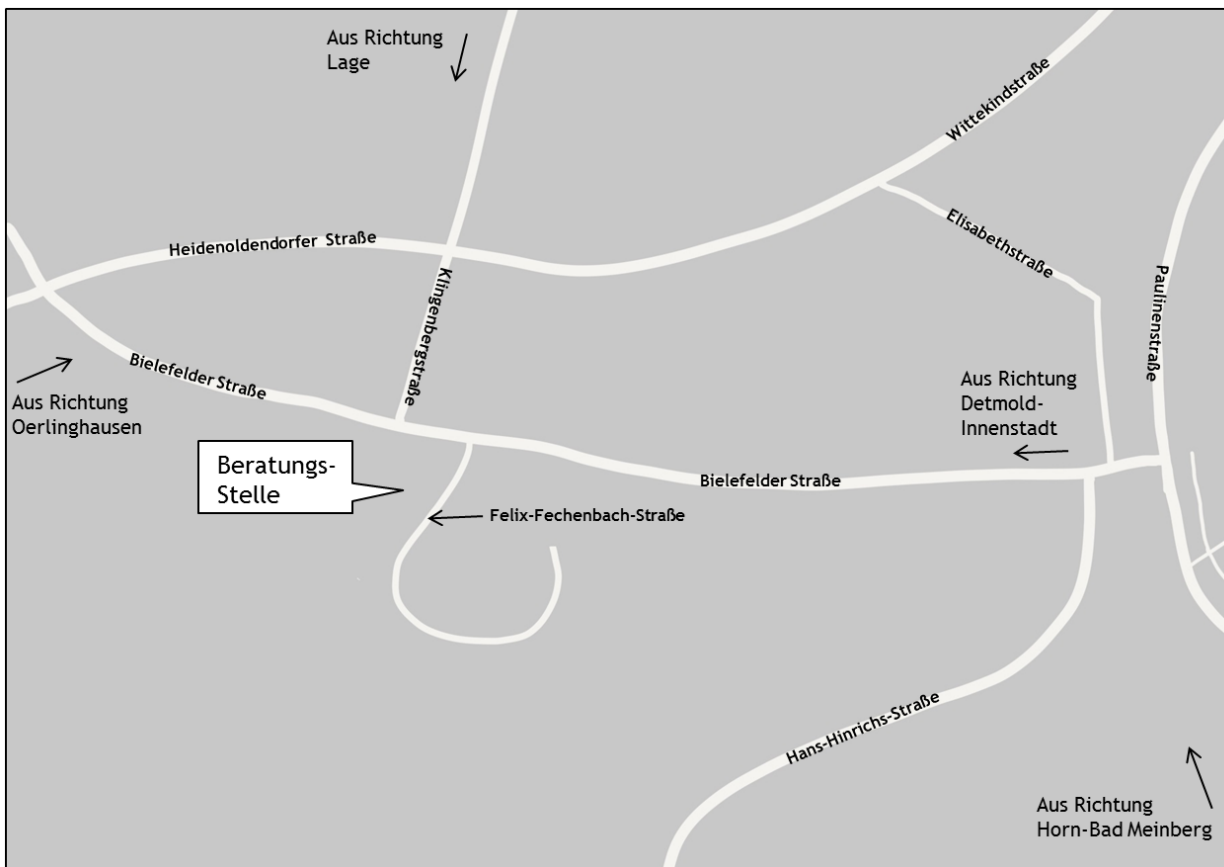 Aus Richtung
Lage
Wittekindstraße
Elisabethstraße
Heidenoldendorfer Straße
Klingenbergstraße
Paulinenstraße
Bielefelder Straße
Aus Richtung
Oerlinghausen
Aus Richtung
Detmold-
Innenstadt
Beratungs-
Stelle
Bielefelder Straße
Felix-Fechenbach-Straße
Hans-Hinrichs-Straße
Aus Richtung
Horn-Bad Meinberg